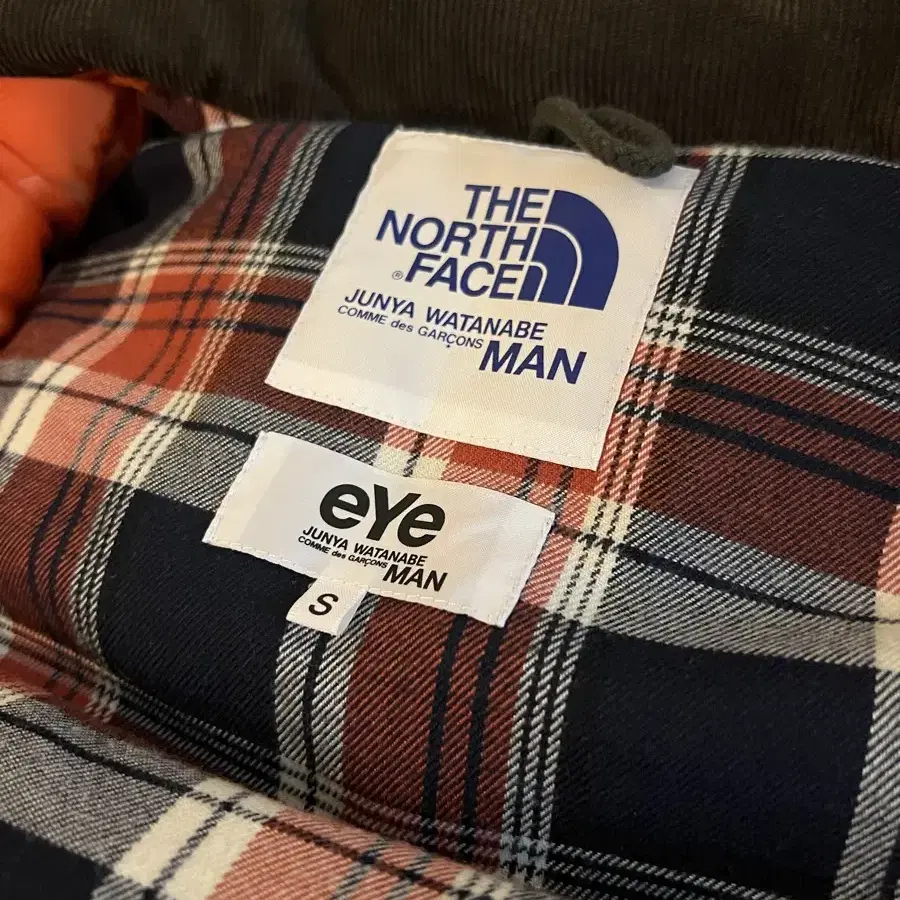 THE
NORTH
® FACE
JUNYA WATANABE
COMME des GARÇONS MAN
eYe
JUNYA WATANABE
COMME des GARÇONS MAN
S